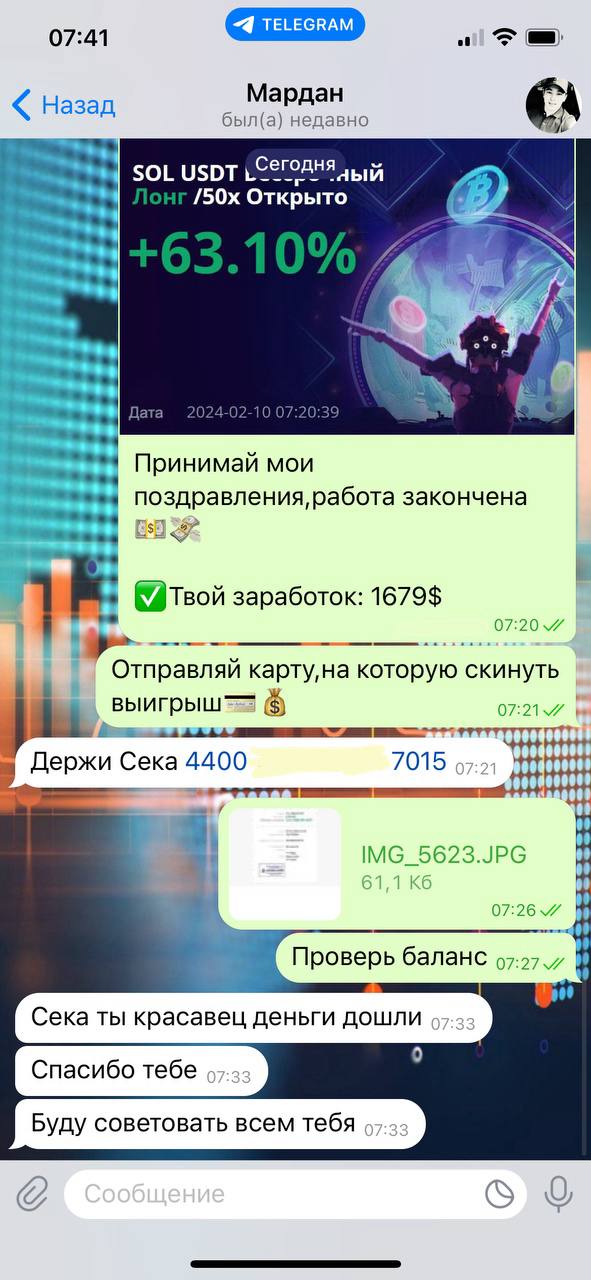 07:41
TELEGRAM
Назад
Мардан
был(а) недавно
Сегодня
SOL USDT
Лонг /50x Открыто
+63.10%
Дата 2024-02-10 07:20:39
Принимай мои
поздравления,работа закончена
💵💸
✅Твой заработок: 1679$
07:20
Отправляй карту,на которую скинуть
выигрыш💳💰
07:21
Держи Сека 4400 7015 07:21
IMG_5623.JPG
61,1 Кб
07:26
Проверь баланс 07:27
Сека ты красавец деньги дошли 07:33
Спасибо тебе 07:33
Буду советовать всем тебя 07:33
Сообщение